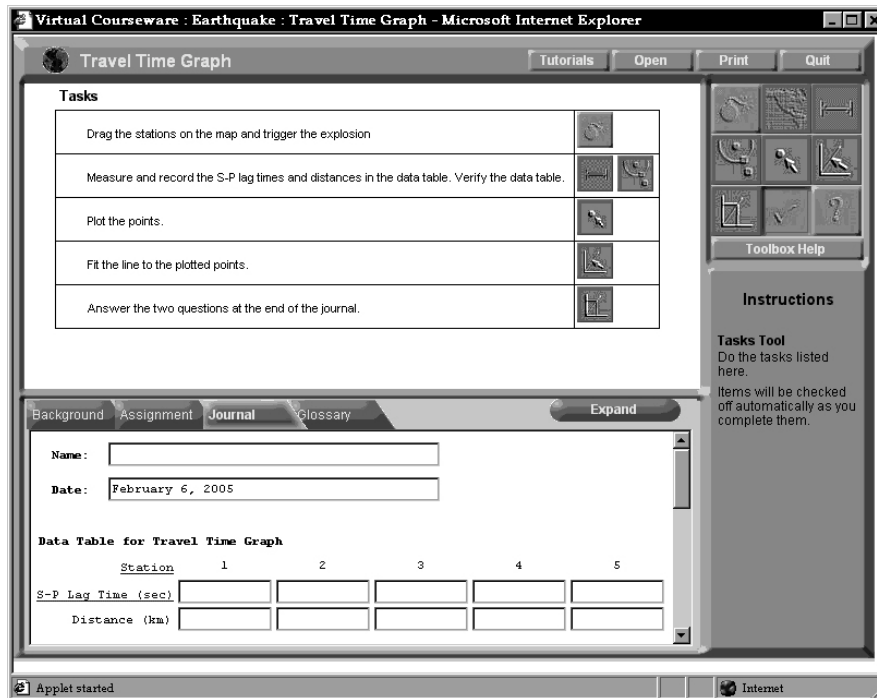 Virtual Courseware : Earthquake : Travel Time Graph - Microsoft Internet Explorer
Travel Time Graph
Tutorials Open Print Quit
Tasks
Drag the stations on the map and trigger the explosion
Measure and record the S-P lag times and distances in the data table. Verify the data table.
Plot the points.
Fit the line to the plotted points.
Answer the two questions at the end of the journal.
?
Toolbox Help
Instructions
Tasks Tool
Do the tasks listed
here.
Items will be checked
off automatically as you
complete them.
Background Assignment Journal Glossary Expand
Name:
Date: February 6, 2005
Data Table for Travel Time Graph
Station 1 2 3 4 5
S-P Lag Time (sec)
Distance (km)
Applet started Internet